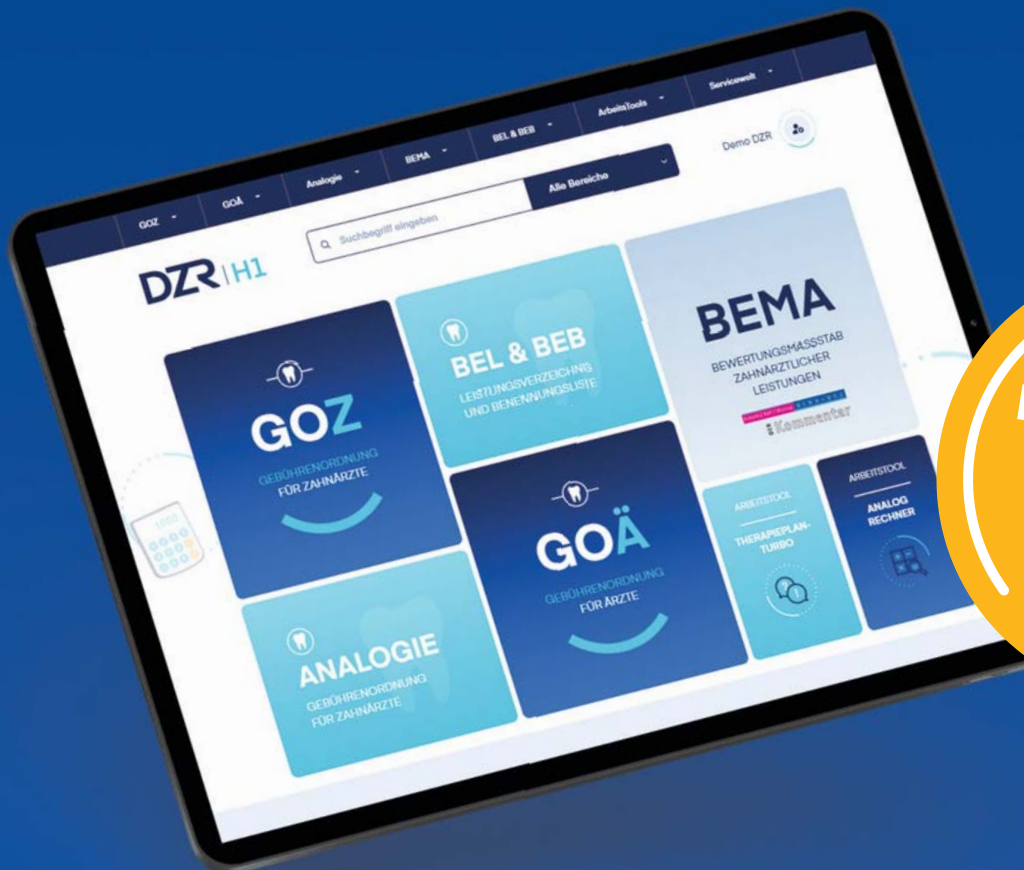 GOZ
GOÄ
Analogie
BEMA
BEL & BEB
ArbeitsTools
Servicewelt
Demo DZR
DZR | H1
Suchbegriff eingeben
Alle Bereiche
GOZ
GEBÜHRENORDNUNG
FÜR ZAHNÄRZTE
BEL & BEB
LEISTUNGSVERZEICHNIS
UND BENENNUNGSLISTE
BEMA
BEWERTUNGSMASSSTAB
ZAHNÄRZTLICHER
LEISTUNGEN
Kommentar
ANALOGIE
GEBÜHRENORDNUNG
FÜR ZAHNÄRZTE
GOÄ
GEBÜHRENORDNUNG
FÜR ÄRZTE
ARBEITSTOOL
THERAPIEPLAN-
TURBO
ARBEITSTOOL
ANALOG
RECHNER